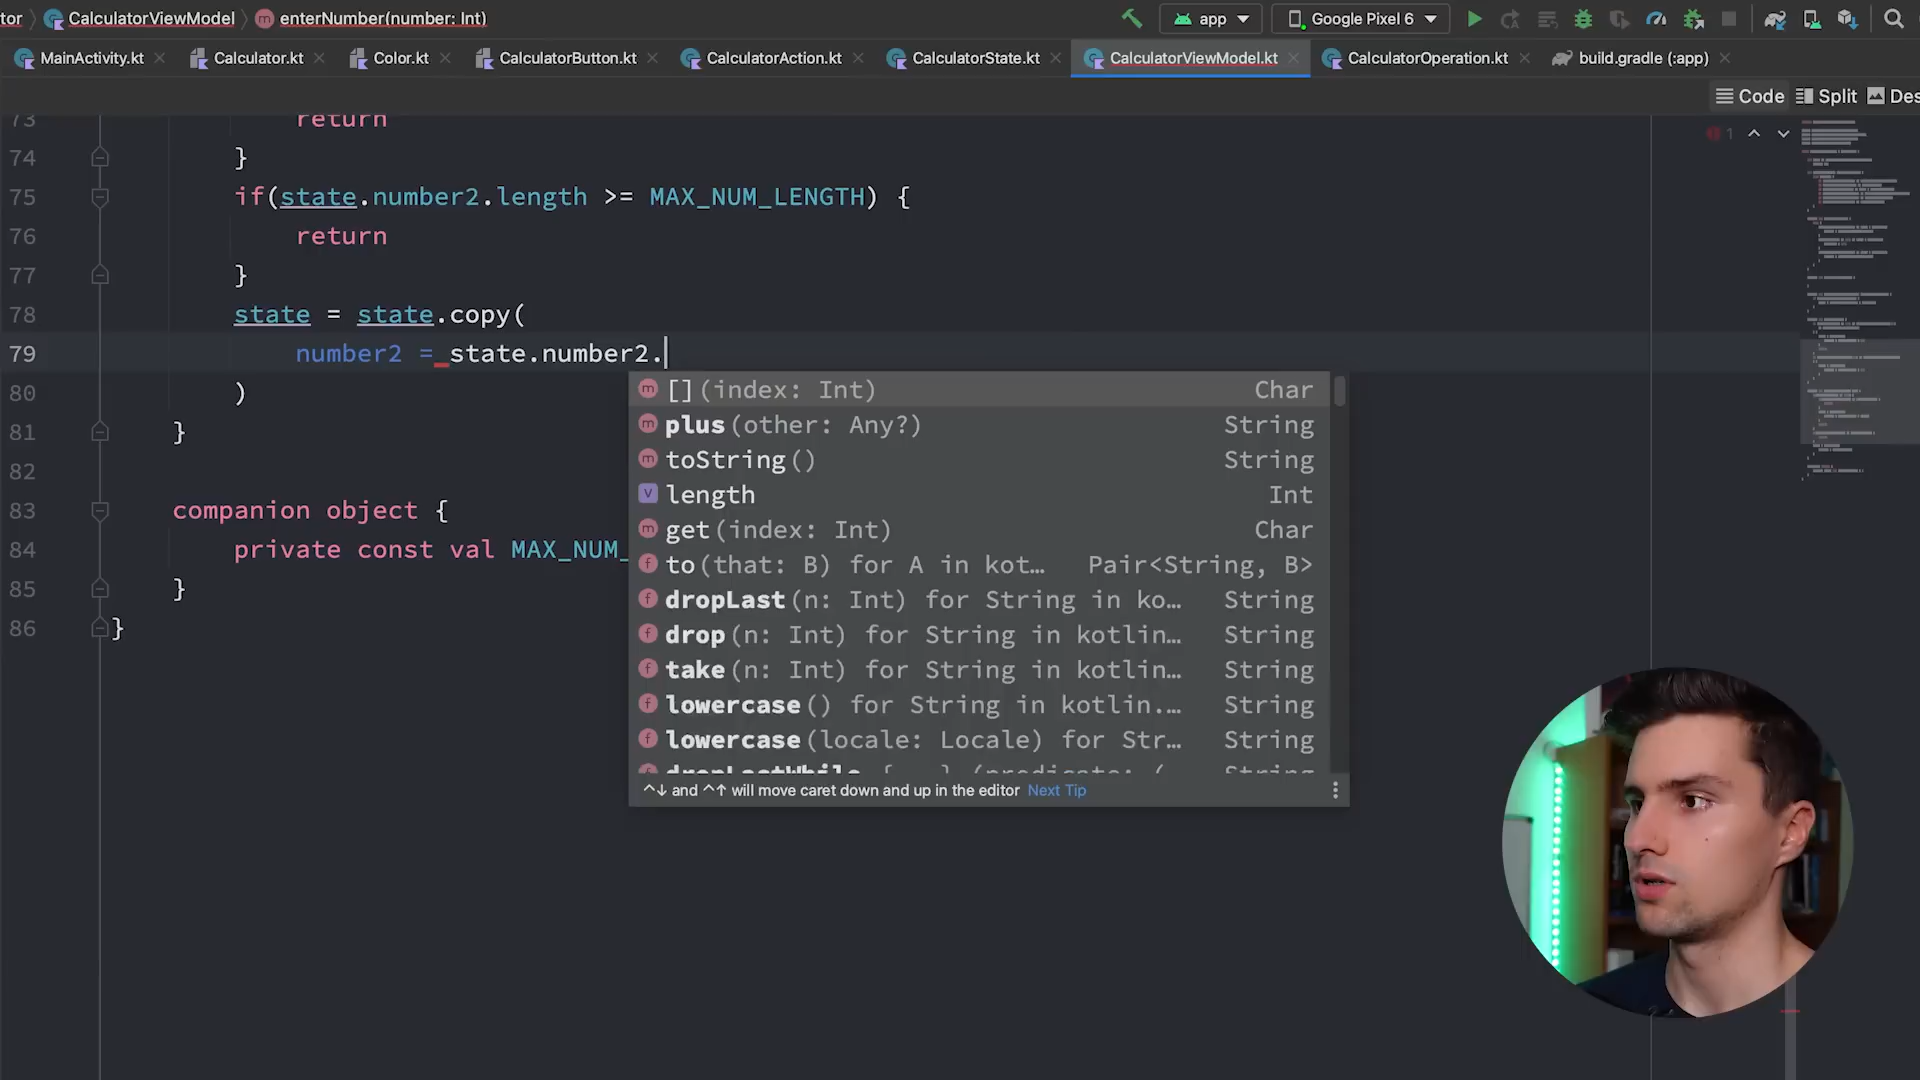 tor CalculatorViewModel enterNumber(number: Int) app Google Pixel 6
MainActivity.kt Calculator.kt Color.kt CalculatorButton.kt CalculatorAction.kt CalculatorState.kt CalculatorViewModel.kt CalculatorOperation.kt build.gradle (:app)
Code Split Des
73 return
1
74 }
75 if(state.number2.length >= MAX_NUM_LENGTH) {
76 return
77 }
78 state = state.copy(
79 number2 = state.number2.
80 )
81 }
82
83 companion object {
84 private const val MAX_NUM_
85 }
86 }
[](index: Int) Char
plus(other: Any?) String
toString() String
length Int
get(index: Int) Char
to(that: B) for A in kot… Pair<String, B>
dropLast(n: Int) for String in ko… String
drop(n: Int) for String in kotlin… String
take(n: Int) for String in kotlin… String
lowercase() for String in kotlin.… String
lowercase(locale: Locale) for Str… String
dropLastWhile {...} (predicate: ( String
^↓ and ^↑ will move caret down and up in the editor Next Tip